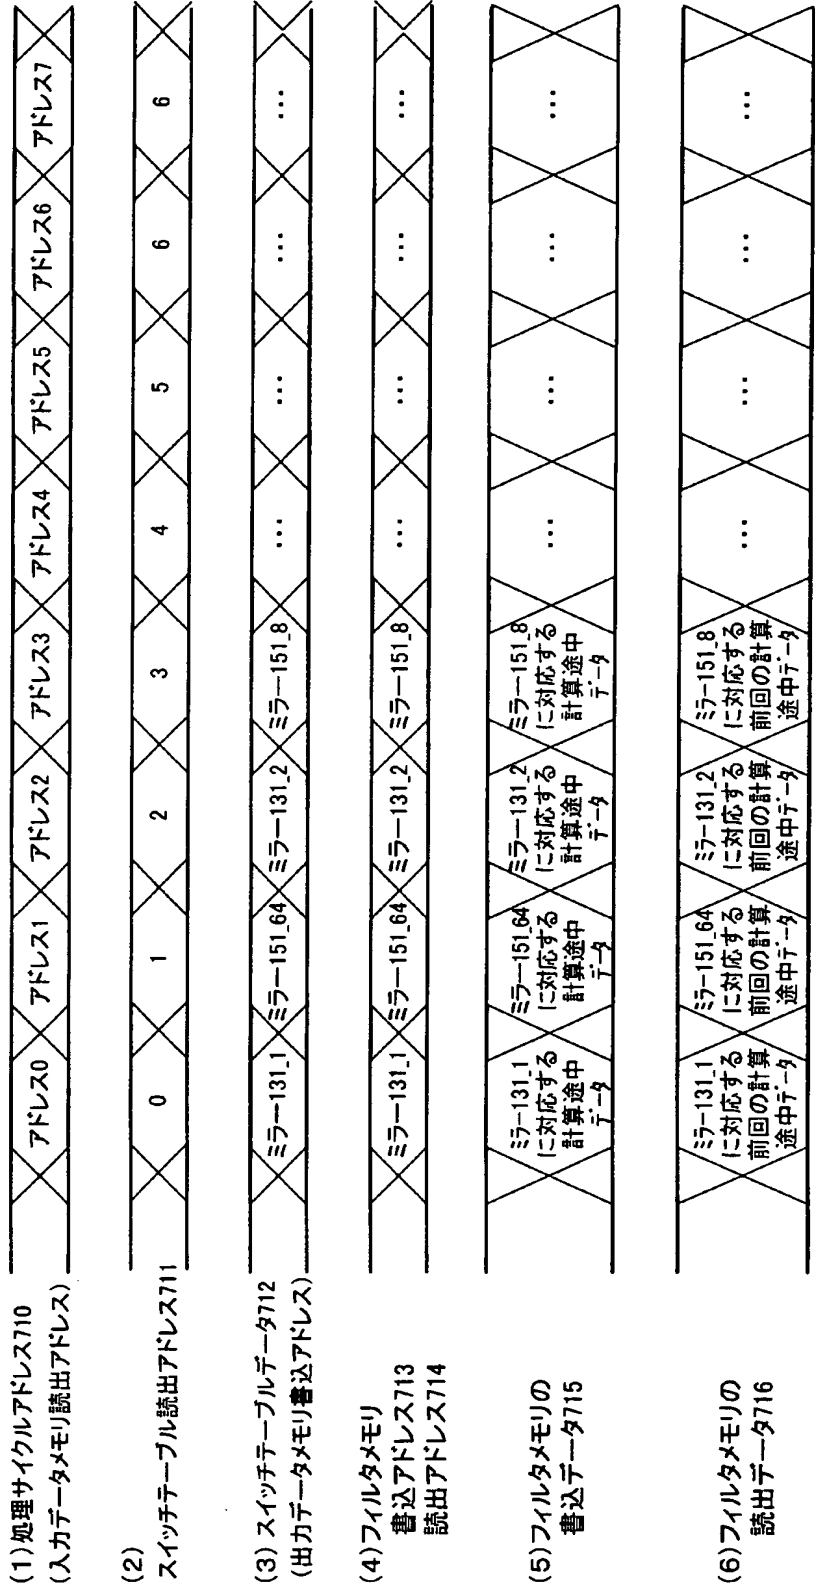 (1)処理サイクルアドレス710
(入力データメモリ読出アドレス)
アドレス0
アドレス1
アドレス2
アドレス3
アドレス4
アドレス5
アドレス6
アドレス7
(2)
スイッチテーブル読出アドレス711
0
1
2
3
4
5
6
6
(3) スイッチテーブルデータ712
(出力データメモリ書込アドレス)
ミラー131_1
ミラー151_64
ミラー131_2
ミラー151_8
...
...
...
...
(4)フィルタメモリ
書込アドレス713
読出アドレス714
ミラー131_1
ミラー151_64
ミラー131_2
ミラー151_8
...
...
...
...
(5)フィルタメモリの
書込データ715
ミラー131_1
に対応する
計算途中
データ
ミラー151_64
に対応する
計算途中
データ
ミラー131_2
に対応する
計算途中
データ
ミラー151_8
に対応する
計算途中
データ
...
...
...
...
(6)フィルタメモリの
読出データ716
ミラー131_1
に対応する
前回の計算
途中データ
ミラー151_64
に対応する
前回の計算
途中データ
ミラー131_2
に対応する
前回の計算
途中データ
ミラー151_8
に対応する
前回の計算
途中データ
...
...
...
...